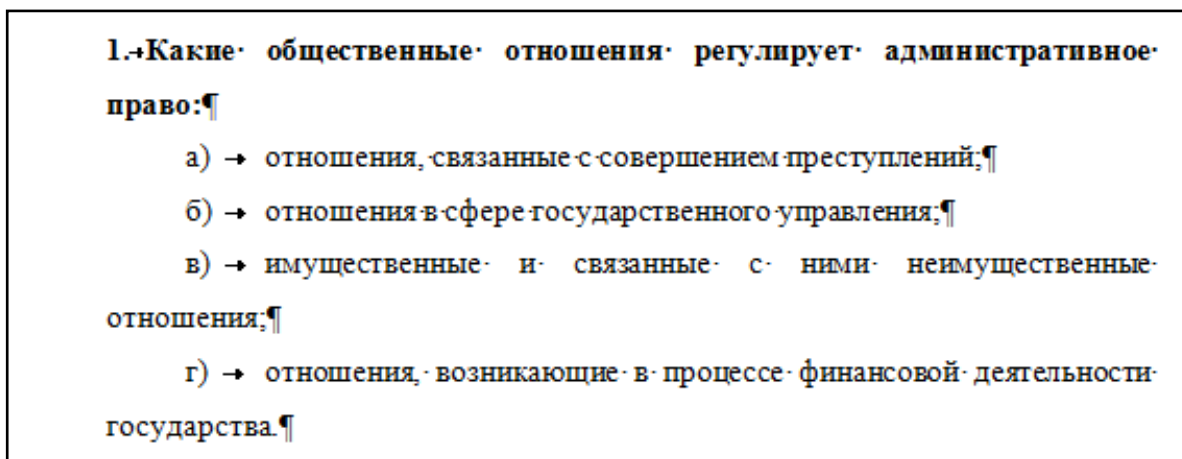 1. Какие общественные отношения регулирует административное
право:¶
а) → отношения, связанные с совершением преступлений;¶
б) → отношения в сфере государственного управления;¶
в) → имущественные и связанные с ними неимущественные
отношения;¶
г) → отношения, возникающие в процессе финансовой деятельности
государства.¶